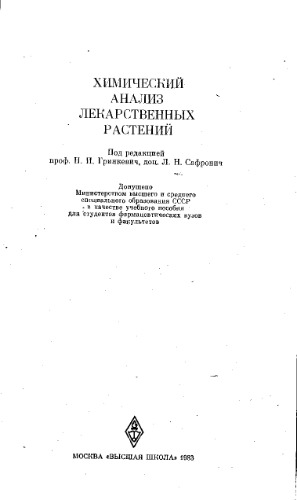 ХИМИЧЕСКИЙ
АНАЛИЗ
ЛЕКАРСТВЕННЫХ
РАСТЕНИЙ
Под редакцией
проф. Н. И. Гринкевич, доц. Л. Н. Сафронич
Допущено
Министерством высшего и среднего
специального образования СССР
в качестве учебного пособия
для студентов фармацевтических вузов
и факультетов
МОСКВА «ВЫСШАЯ ШКОЛА» 1983